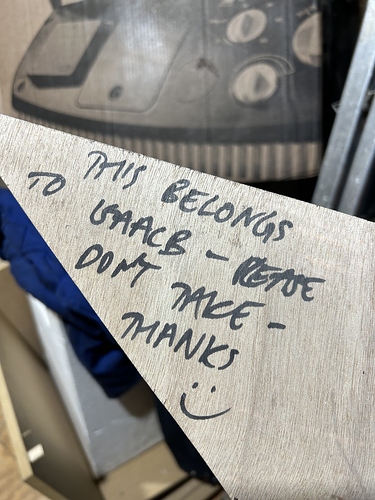 THIS BELONGS
TO ISAACB - PLEASE
DONT TAKE -
THANKS